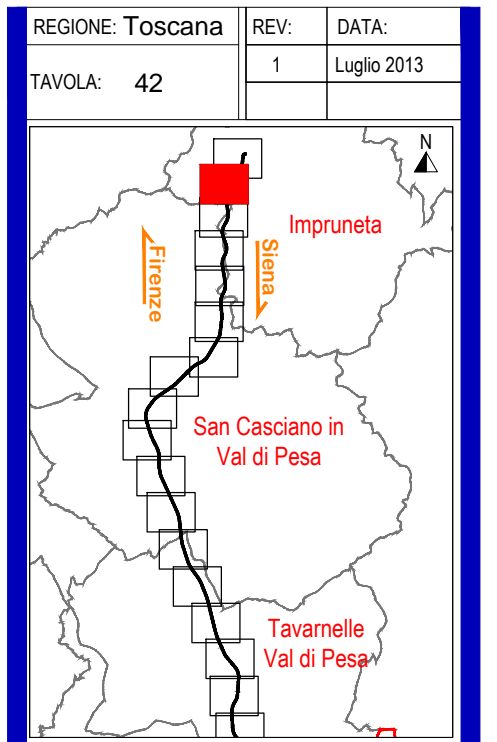 REGIONE: Toscana
REV:
DATA:
TAVOLA: 42
1
Luglio 2013
N
Impruneta
Firenze
Siena
San Casciano in
Val di Pesa
Tavarnelle
Val di Pesa